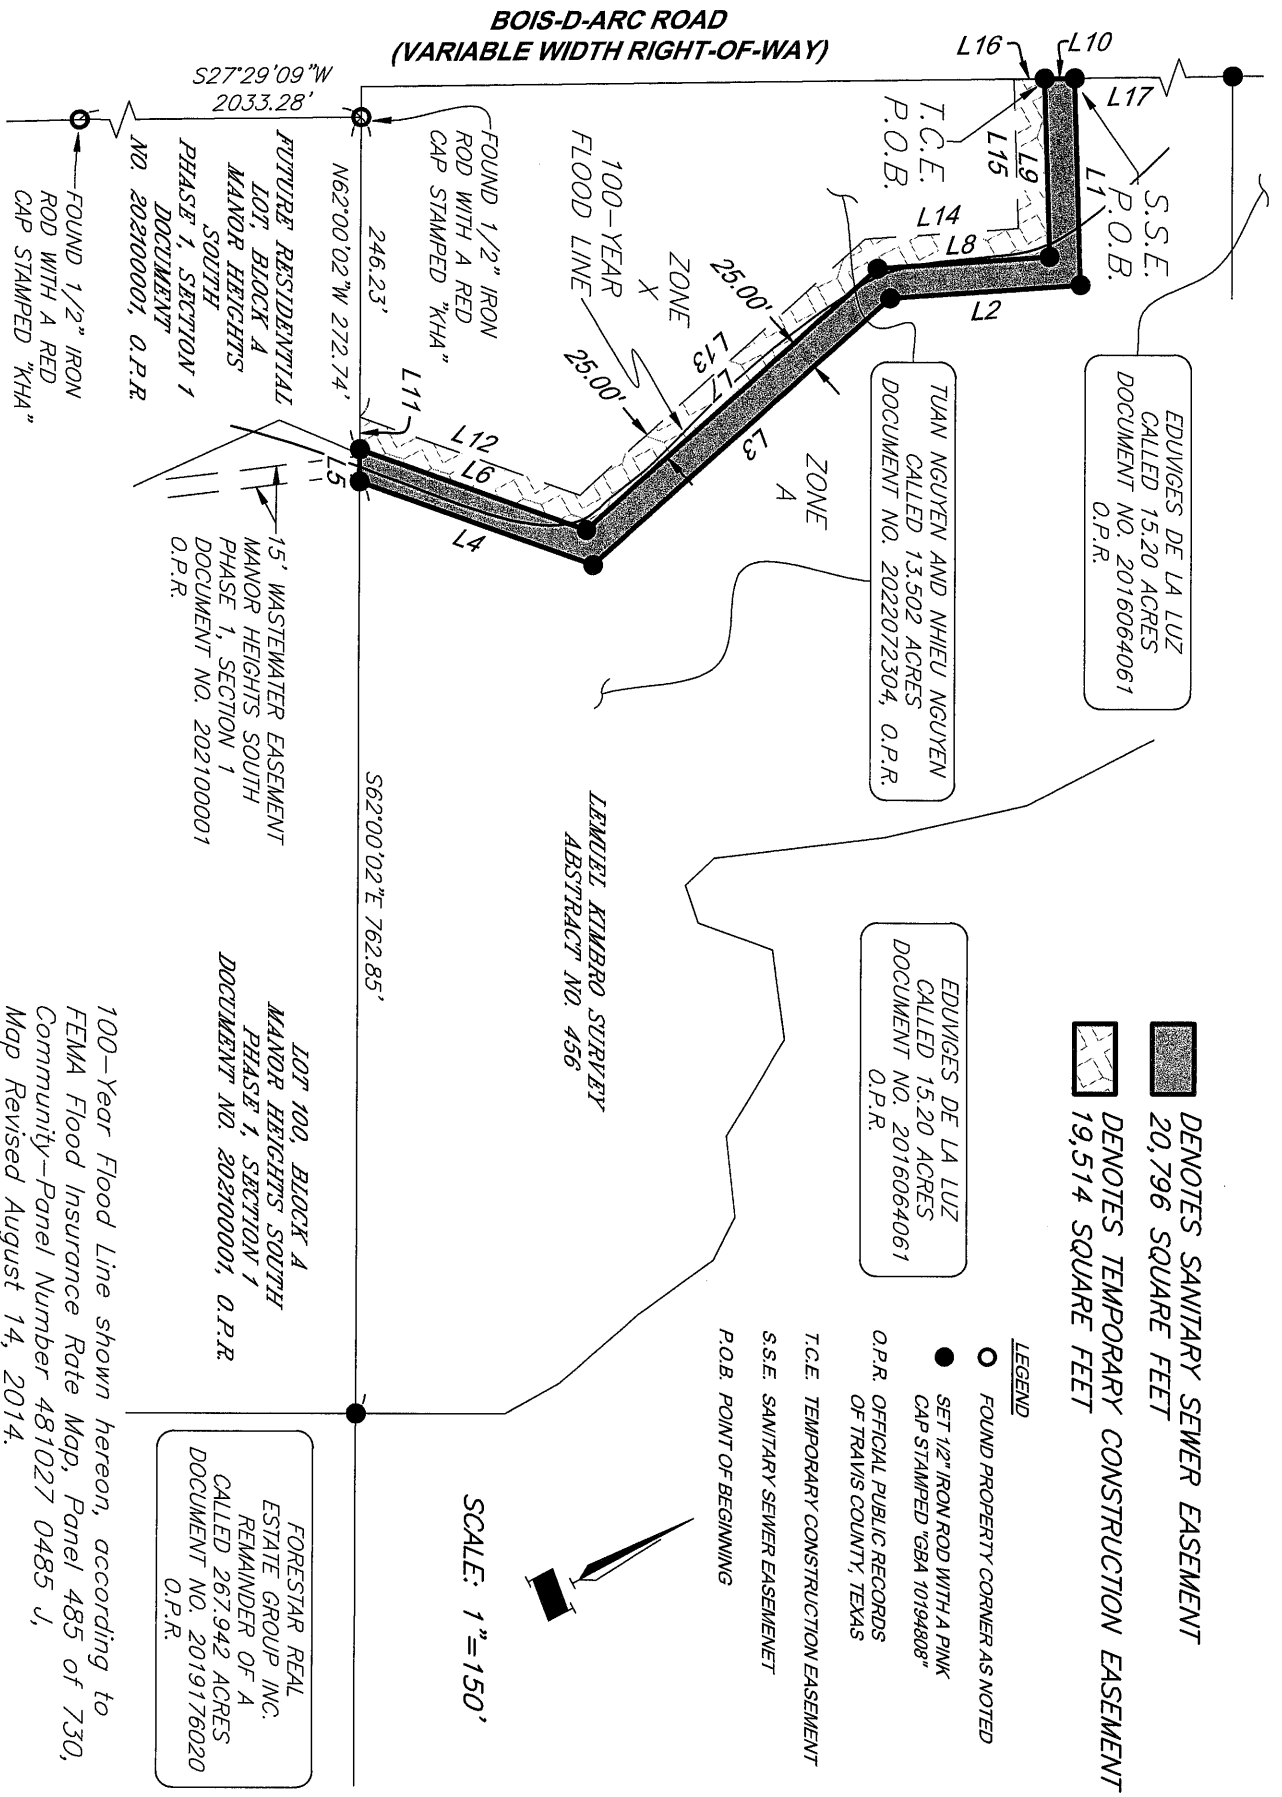 BOIS-D-ARC ROAD
(VARIABLE WIDTH RIGHT-OF-WAY)
L16
L10
L17
L1
L9
L15
T.C.E.
P.O.B.
S.S.E.
P.O.B.
L14
L8
L2
EDUVIGES DE LA LUZ
CALLED 15.20 ACRES
DOCUMENT NO. 2016064061
O.P.R.
TUAN NGUYEN AND NHIEU NGUYEN
CALLED 13.502 ACRES
DOCUMENT NO. 2022072304, O.P.R.
100-YEAR
FLOOD LINE
ZONE
X
25.00'
L13
L7
25.00'
L3
ZONE
A
L12
L6
L4
L11
L5
S27°29'09"W
2033.28'
FOUND 1/2" IRON
ROD WITH A RED
CAP STAMPED "KHA"
246.23'
N62°00'02"W 272.74'
FUTURE RESIDENTIAL
LOT, BLOCK A
MANOR HEIGHTS
SOUTH
PHASE 1, SECTION 1
DOCUMENT
NO. 202100001, O.P.R.
FOUND 1/2" IRON
ROD WITH A RED
CAP STAMPED "KHA"
15' WASTEWATER EASEMENT
MANOR HEIGHTS SOUTH
PHASE 1, SECTION 1
DOCUMENT NO. 202100001
O.P.R.
S62°00'02"E 762.85'
LEMUEL KIMBRO SURVEY
ABSTRACT NO. 456
EDUVIGES DE LA LUZ
CALLED 15.20 ACRES
DOCUMENT NO. 2016064061
O.P.R.
LOT 100, BLOCK A
MANOR HEIGHTS SOUTH
PHASE 1, SECTION 1
DOCUMENT NO. 202100001, O.P.R.
DENOTES SANITARY SEWER EASEMENT
20,796 SQUARE FEET
DENOTES TEMPORARY CONSTRUCTION EASEMENT
19,514 SQUARE FEET
LEGEND
FOUND PROPERTY CORNER AS NOTED
SET 1/2" IRON ROD WITH A PINK
CAP STAMPED "GBA 10194808"
O.P.R. OFFICIAL PUBLIC RECORDS
OF TRAVIS COUNTY, TEXAS
T.C.E. TEMPORARY CONSTRUCTION EASEMENT
S.S.E. SANITARY SEWER EASEMENET
P.O.B. POINT OF BEGINNING
SCALE: 1"=150'
FORESTAR REAL
ESTATE GROUP INC.
REMAINDER OF A
CALLED 267.942 ACRES
DOCUMENT NO. 2019176020
O.P.R.
100-Year Flood Line shown hereon, according to
FEMA Flood Insurance Rate Map, Panel 485 of 730,
Community-Panel Number 481027 0485 J,
Map Revised August 14, 2014.